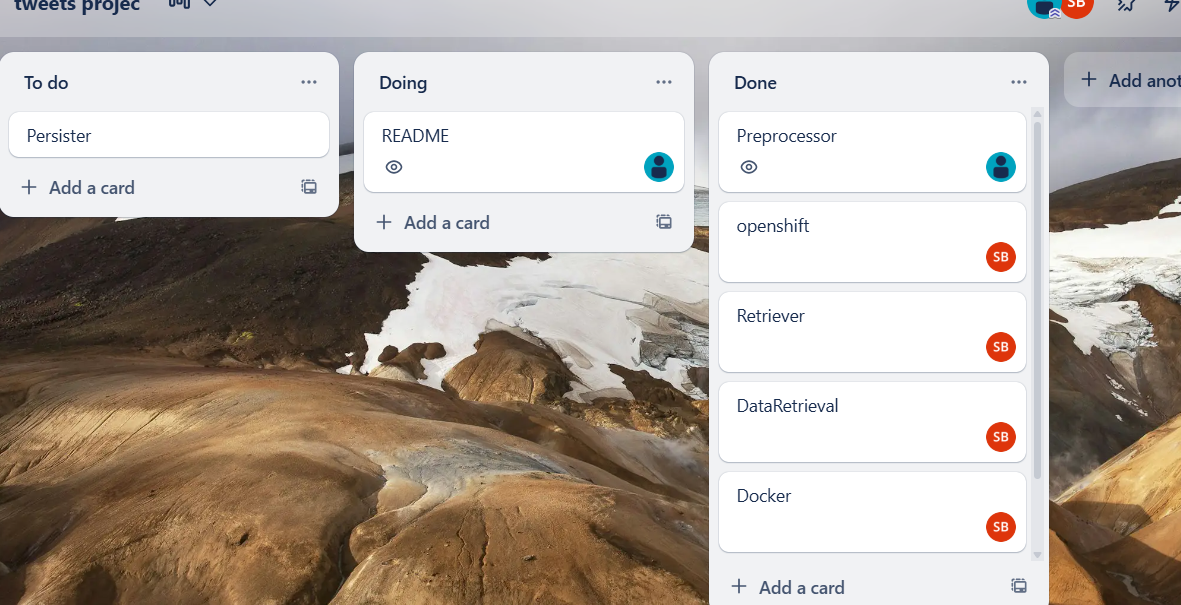 tweets projec
SB
To do
Persister
Add a card
Doing
README
Add a card
Done
Preprocessor
openshift
SB
Retriever
SB
DataRetrieval
SB
Docker
SB
Add a card
Add anot